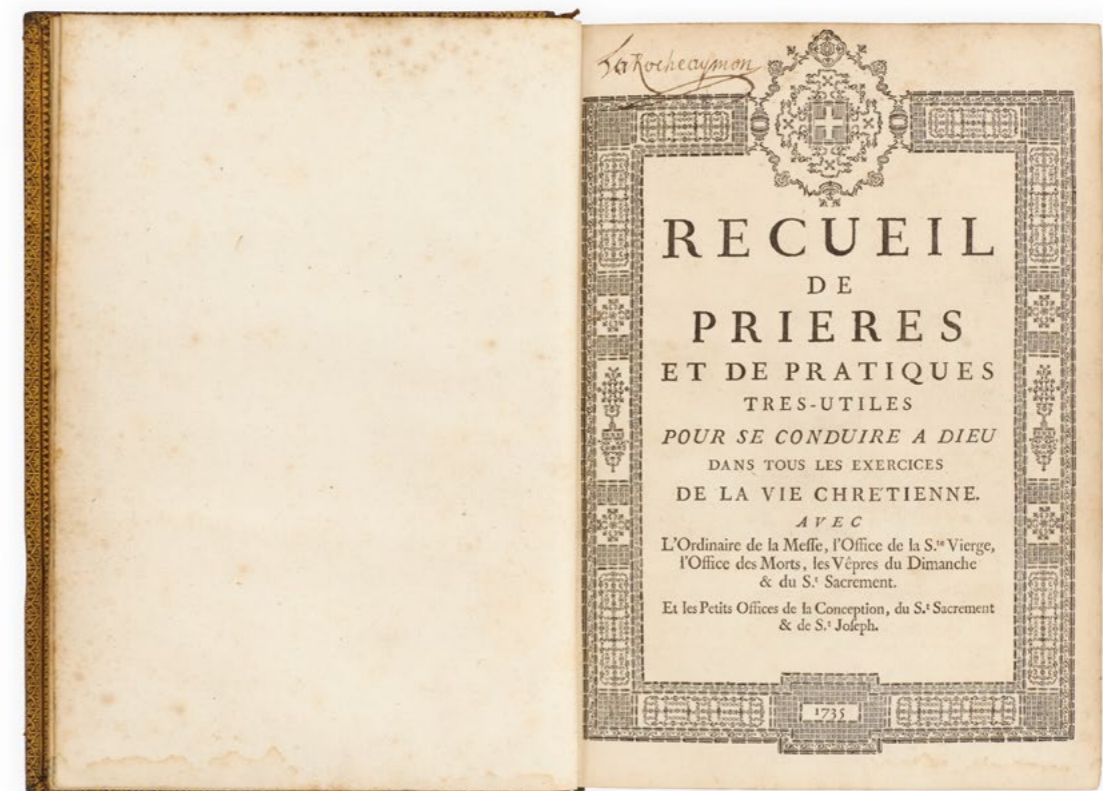 LaRocheaymon
RECUEIL
DE
PRIERES
ET DE PRATIQUES
TRES-UTILES
POUR SE CONDUIRE A DIEU
DANS TOUS LES EXERCICES
DE LA VIE CHRETIENNE.
AVEC
L'Ordinaire de la Meſſe, l'Office de la S.te Vierge,
l'Office des Morts, les Vêpres du Dimanche
& du S.t Sacrement.
Et les Petits Offices de la Conception, du S.t Sacrement
& de S.t Joſeph.
1735